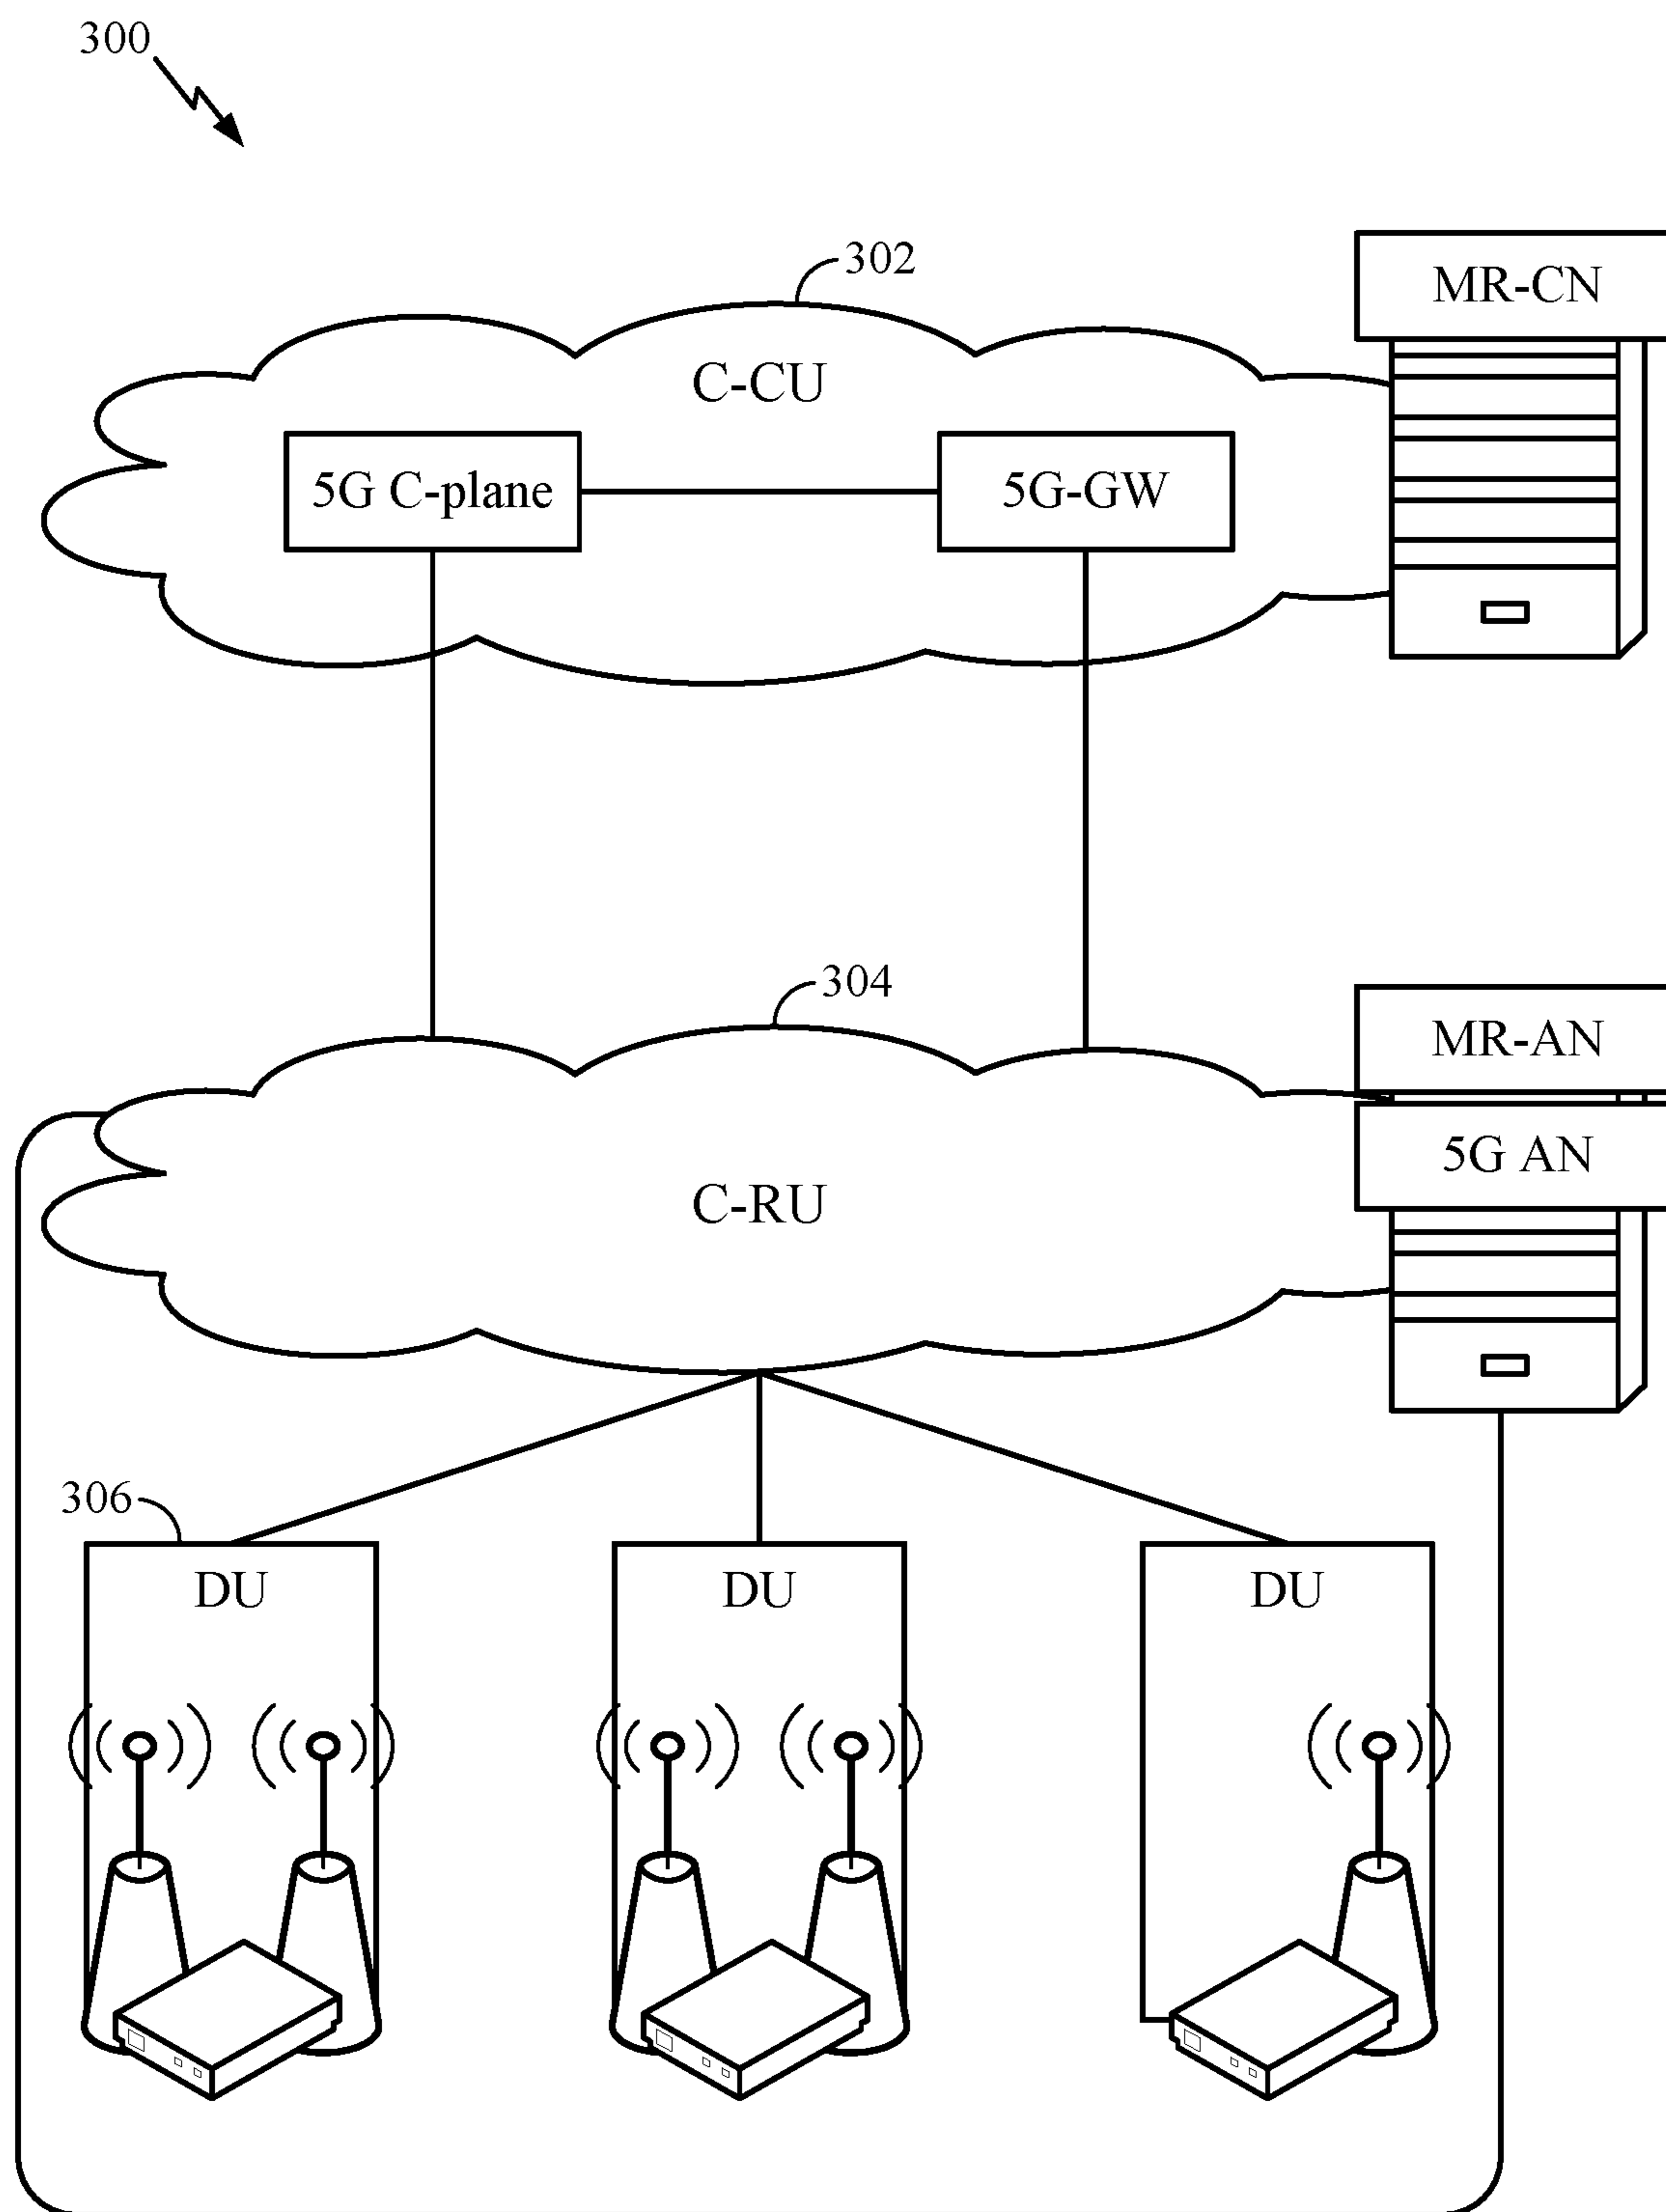 300
302
MR-CN
C-CU
5G C-plane
5G-GW
304
MR-AN
5G AN
C-RU
306
DU
DU
DU